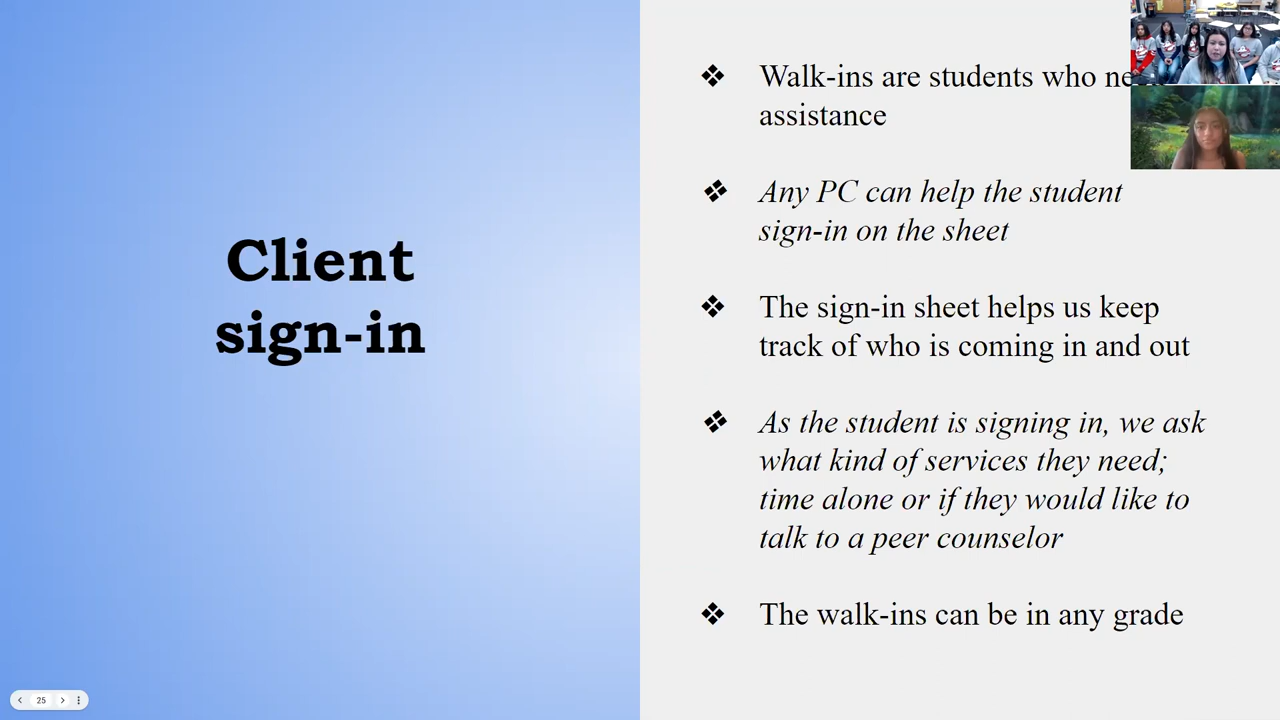 Client
sign-in
❖ Walk-ins are students who
assistance
❖ Any PC can help the student
sign-in on the sheet
❖ The sign-in sheet helps us keep
track of who is coming in and out
❖ As the student is signing in, we ask
what kind of services they need;
time alone or if they would like to
talk to a peer counselor
❖ The walk-ins can be in any grade
25